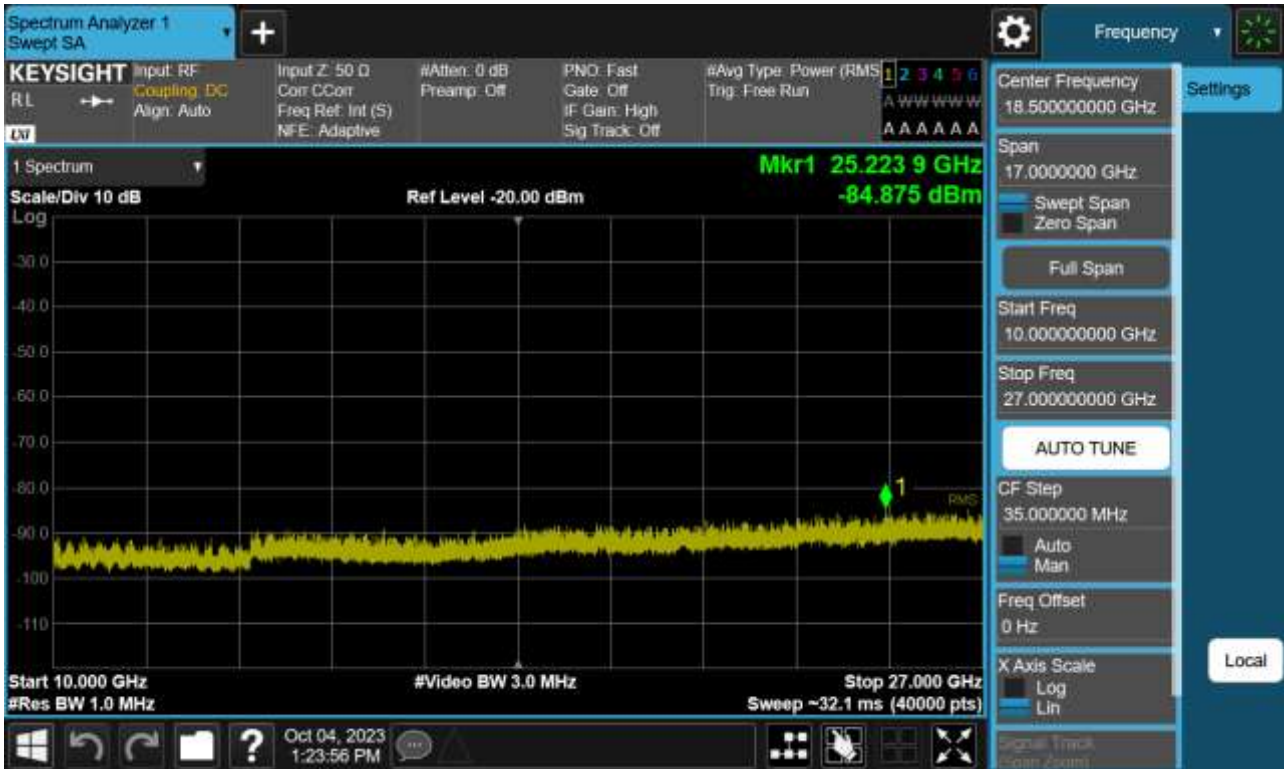 Spectrum Analyzer 1
Swept SA
+
Frequency
KEYSIGHT
RL
LXI
Input: RF
Coupling: DC
Align: Auto
Input Z: 50 Ω
Corr CCorr
Freq Ref: Int (S)
NFE: Adaptive
#Atten: 0 dB
Preamp: Off
PNO: Fast
Gate: Off
IF Gain: High
Sig Track: Off
#Avg Type: Power (RMS
Trig: Free Run
1 2 3 4 5 6
A W W W W W
A A A A A A
1 Spectrum
Scale/Div 10 dB
Ref Level -20.00 dBm
Mkr1 25.223 9 GHz
-84.875 dBm
Log
-30.0
-40.0
-50.0
-60.0
-70.0
-80.0
-90.0
-100
-110
1
RMS
Start 10.000 GHz
#Video BW 3.0 MHz
Stop 27.000 GHz
#Res BW 1.0 MHz
Sweep ~32.1 ms (40000 pts)
Center Frequency
18.500000000 GHz
Span
17.0000000 GHz
Swept Span
Zero Span
Full Span
Start Freq
10.000000000 GHz
Stop Freq
27.000000000 GHz
AUTO TUNE
CF Step
35.000000 MHz
Auto
Man
Freq Offset
0 Hz
X Axis Scale
Log
Lin
Signal Track
(Span Zoom)
Settings
Local
?
Oct 04, 2023
1:23:56 PM